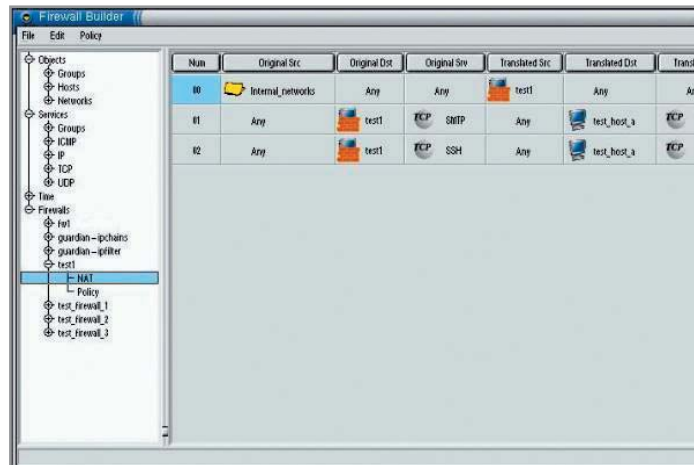 Firewall Builder
File Edit Policy
Objects
Groups
Hosts
Networks
Services
Groups
ICMP
IP
TCP
UDP
Time
Firewalls
fw1
guardian-ipchains
guardian-ipfilter
test1
NAT
Policy
test_firewall_1
test_firewall_2
test_firewall_3
Num Original Src Original Dst Original Srv Translated Src Translated Dst Transl
00 Internal_networks Any Any test1 Any A
01 Any test1 TCP SMTP Any test_host_a TCP
02 Any test1 TCP SSH Any test_host_a TCP